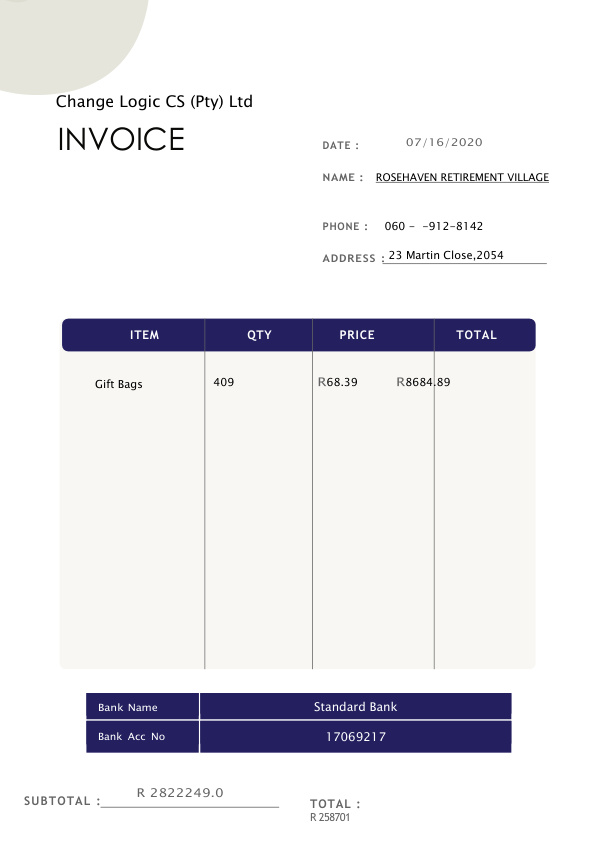 Change Logic CS (Pty) Ltd
INVOICE
DATE : 07/16/2020
NAME : ROSEHAVEN RETIREMENT VILLAGE
PHONE : 060 - -912-8142
ADDRESS : 23 Martin Close,2054
ITEM QTY PRICE TOTAL
Gift Bags 409 R68.39 R8684.89
Bank Name Standard Bank
Bank Acc No 17069217
SUBTOTAL : R 2822249.0
TOTAL :
R 258701